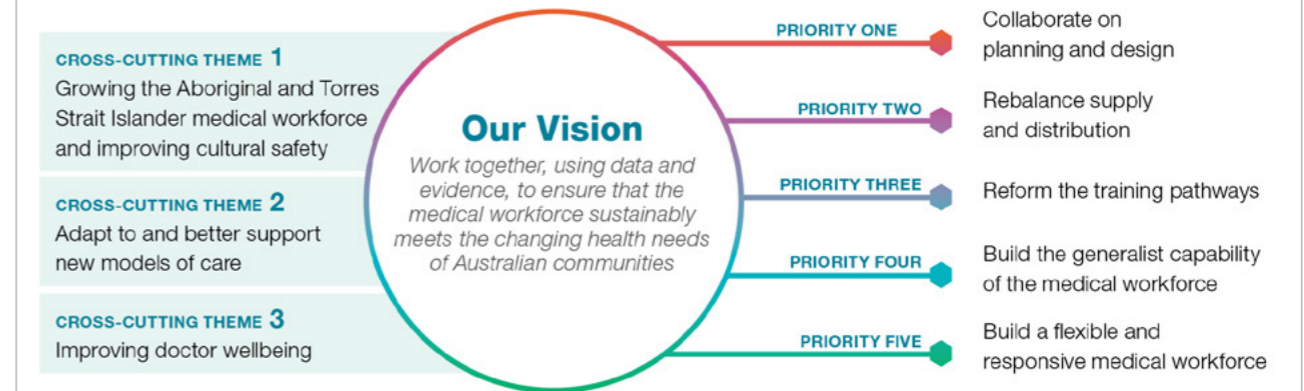 CROSS-CUTTING THEME 1
Growing the Aboriginal and Torres
Strait Islander medical workforce
and improving cultural safety
CROSS-CUTTING THEME 2
Adapt to and better support
new models of care
CROSS-CUTTING THEME 3
Improving doctor wellbeing
Our Vision
Work together, using data and
evidence, to ensure that the
medical workforce sustainably
meets the changing health needs
of Australian communities
PRIORITY ONE
Collaborate on
planning and design
PRIORITY TWO
Rebalance supply
and distribution
PRIORITY THREE
Reform the training pathways
PRIORITY FOUR
Build the generalist capability
of the medical workforce
PRIORITY FIVE
Build a flexible and
responsive medical workforce